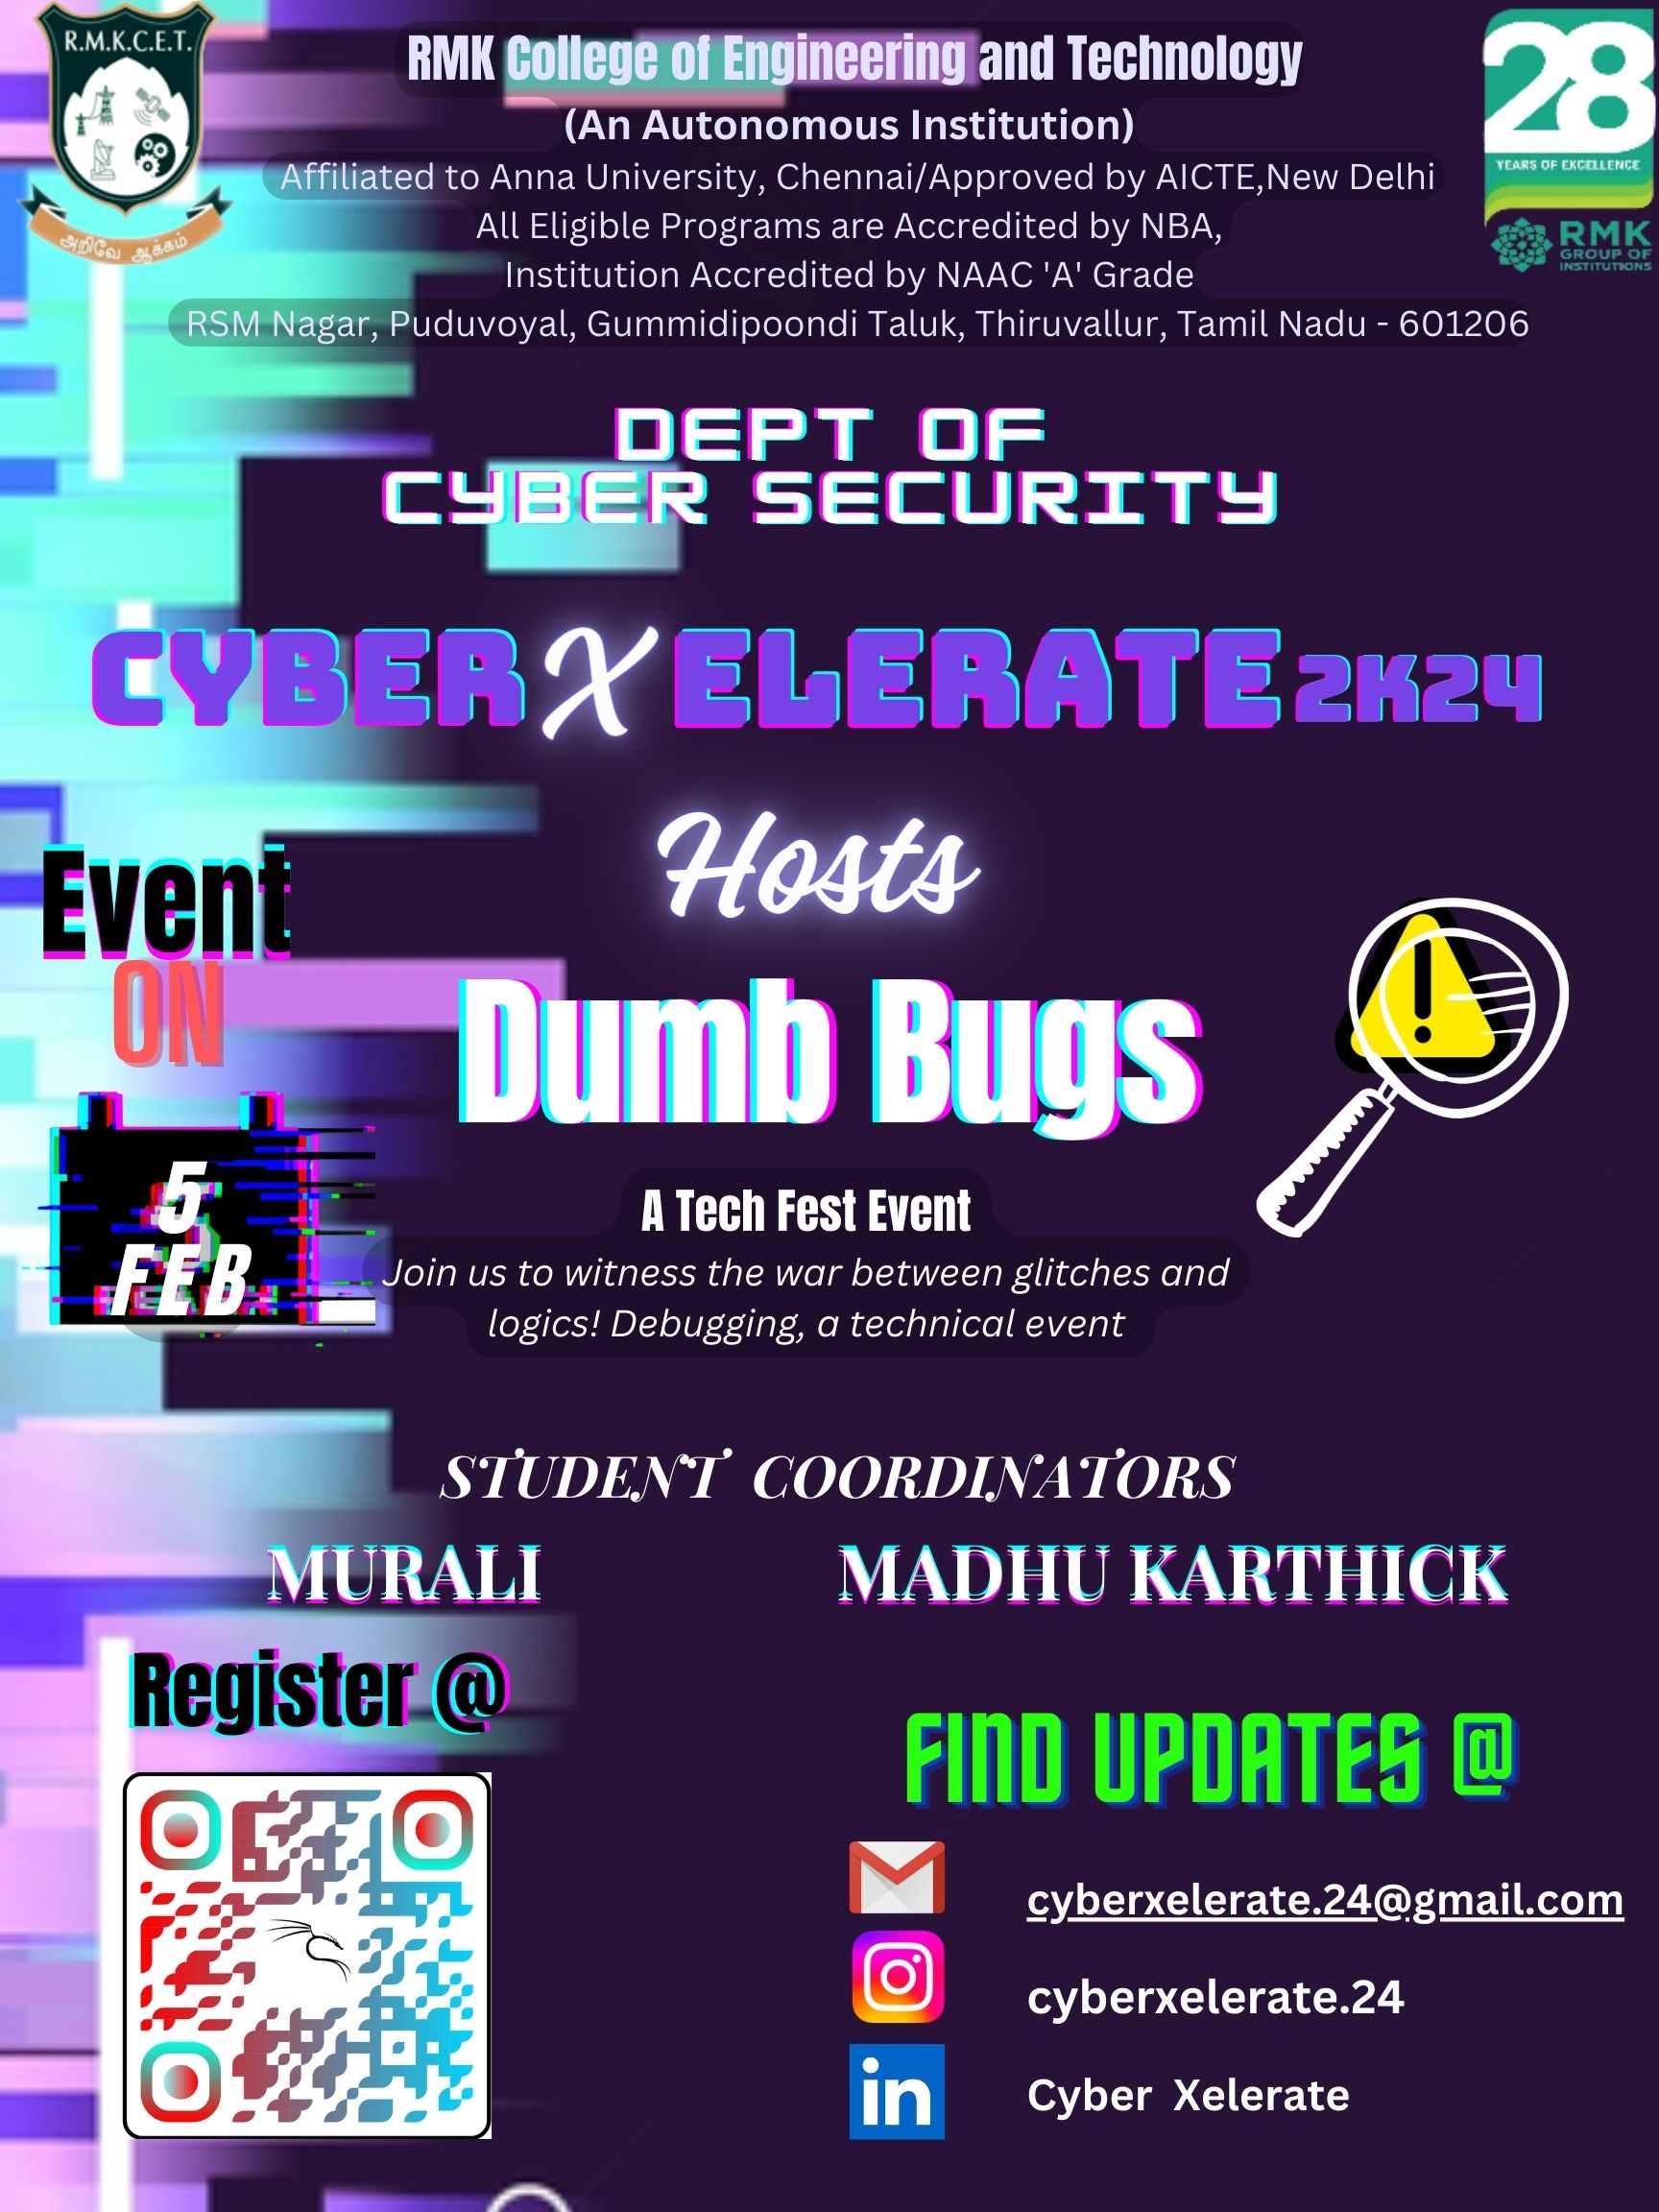 R.M.K.C.E.T.
அறிவே ஆக்கம்
RMK College of Engineering and Technology
(An Autonomous Institution)
Affiliated to Anna University, Chennai/Approved by AICTE,New Delhi
All Eligible Programs are Accredited by NBA,
Institution Accredited by NAAC 'A' Grade
RSM Nagar, Puduvoyal, Gummidipoondi Taluk, Thiruvallur, Tamil Nadu - 601206
28
YEARS OF EXCELLENCE
RMK
GROUP OF
INSTITUTIONS
DEPT OF
CYBER SECURITY
CYBER X ELERATE 2K24
Hosts
Event
ON
5
FEB
Dumb Bugs
A Tech Fest Event
Join us to witness the war between glitches and
logics! Debugging, a technical event
STUDENT COORDINATORS
MURALI
MADHU KARTHICK
Register @
FIND UPDATES @
cyberxelerate.24@gmail.com
cyberxelerate.24
in
Cyber Xelerate